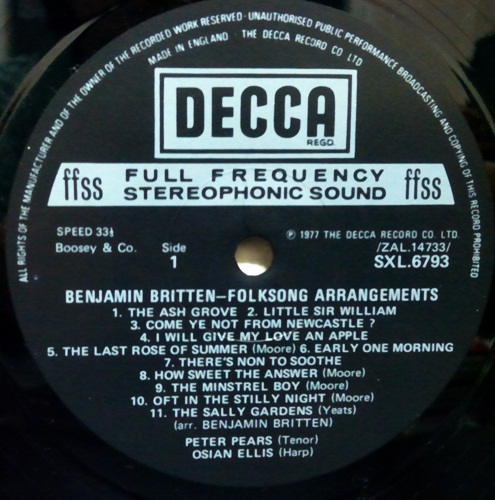 ALL RIGHTS OF THE MANUFACTURER AND OF THE OWNER OF THE RECORDED WORK RESERVED · UNAUTHORISED PUBLIC PERFORMANCE BROADCASTING AND COPYING OF THIS RECORD PROHIBITED
MADE IN ENGLAND · THE DECCA RECORD CO LTD
DECCA
REGD.
ffss FULL FREQUENCY ffss
STEREOPHONIC SOUND
SPEED 33⅓ ℗ 1977 THE DECCA RECORD CO. LTD.
Boosey & Co. Side /ZAL.14733/
1 SXL.6793
BENJAMIN BRITTEN—FOLKSONG ARRANGEMENTS
1. THE ASH GROVE 2. LITTLE SIR WILLIAM
3. COME YE NOT FROM NEWCASTLE ?
4. I WILL GIVE MY LOVE AN APPLE
5. THE LAST ROSE OF SUMMER (Moore) 6. EARLY ONE MORNING
7. THERE'S NON TO SOOTHE
8. HOW SWEET THE ANSWER (Moore)
9. THE MINSTREL BOY (Moore)
10. OFT IN THE STILLY NIGHT (Moore)
11. THE SALLY GARDENS (Yeats)
(arr. BENJAMIN BRITTEN)
PETER PEARS (Tenor)
OSIAN ELLIS (Harp)